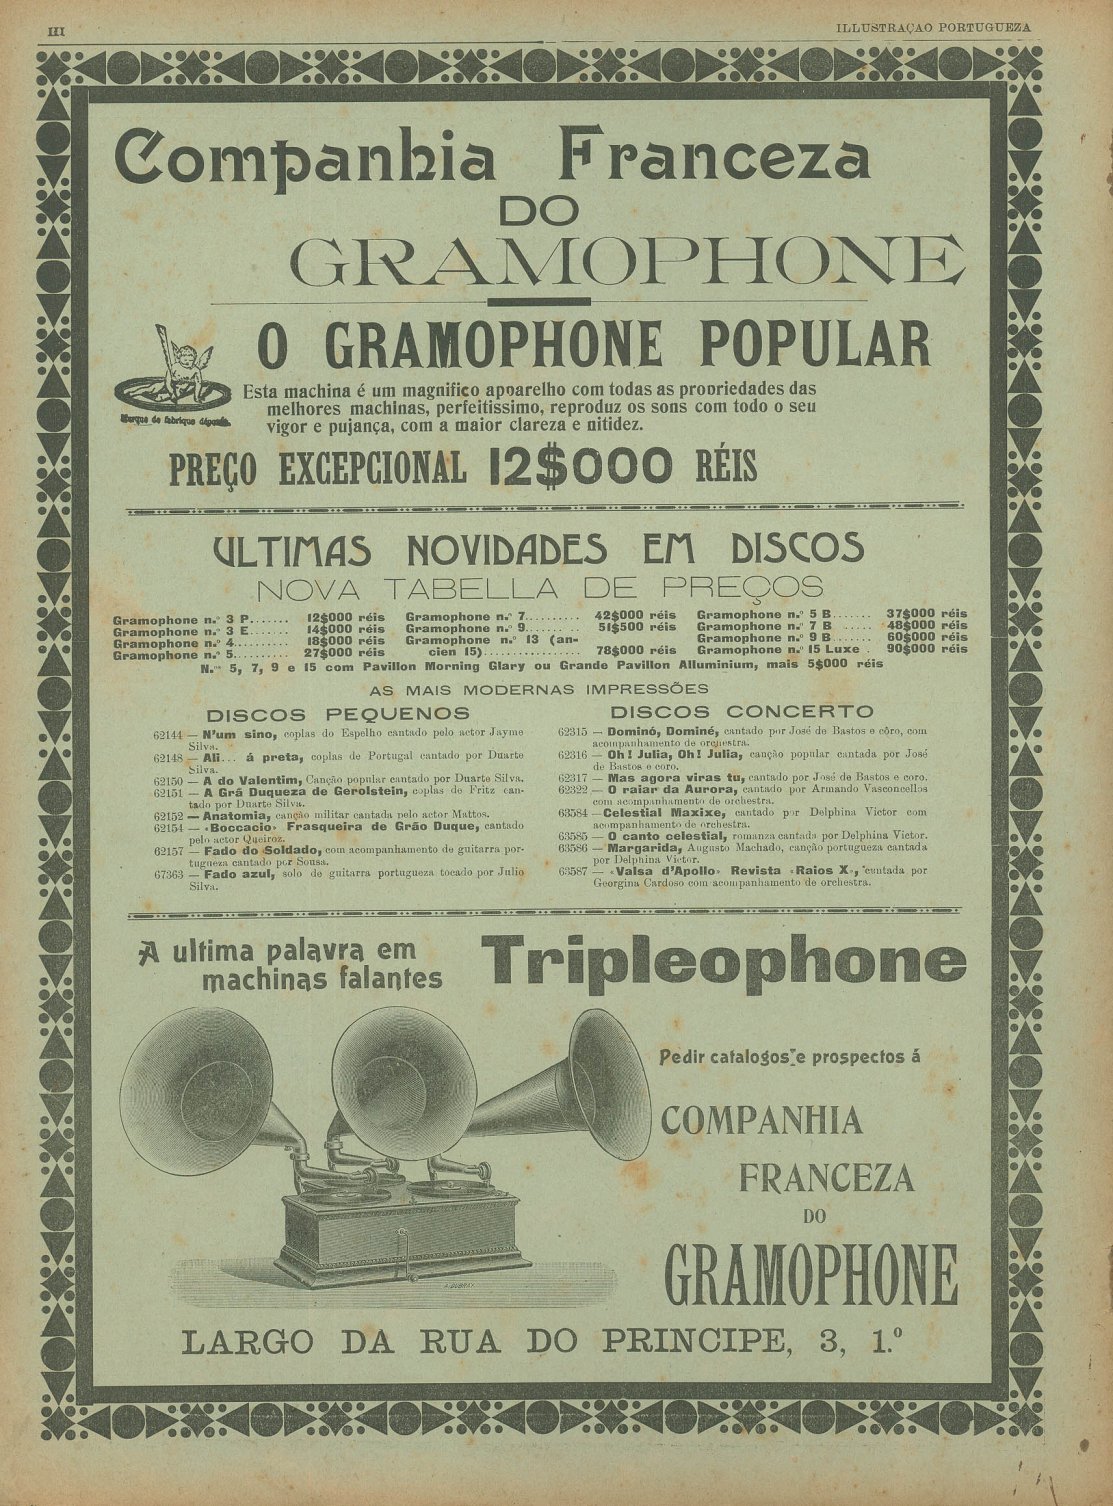 III
ILLUSTRAÇÃO PORTUGUEZA
Companhia Franceza
DO
GRAMOPHONE
O GRAMOPHONE POPULAR
Marque de fabrique déposée.
Esta machina é um magnifico apparelho com todas as propriedades das
melhores machinas, perfeitissimo, reproduz os sons com todo o seu
vigor e pujança, com a maior clareza e nitidez.
PREÇO EXCEPCIONAL 12$000 RÉIS
ULTIMAS NOVIDADES EM DISCOS
NOVA TABELLA DE PREÇOS
Gramophone n.º 3 P........ 12$000 réis
Gramophone n.º 3 E...... 14$000 réis
Gramophone n.º 4......... 18$000 réis
Gramophone n.º 5......... 27$000 réis
Gramophone n.º 7......... 42$000 réis
Gramophone n.º 9......... 51$500 réis
Gramophone n.º 13 (an-
cien 15)................. 78$000 réis
Gramophone n.º 5 B...... 37$000 réis
Gramophone n.º 7 B ..... 48$000 réis
Gramophone n.º 9 B...... 60$000 réis
Gramophone n.º 15 Luxe . 90$000 réis
N.os 5, 7, 9 e 15 com Pavillon Morning Glary ou Grande Pavillon Alluminium, mais 5$000 réis
AS MAIS MODERNAS IMPRESSÕES
DISCOS PEQUENOS
62144 — N'um sino, coplas do Espelho cantado pelo actor Jayme
Silva.
62148 — Ali... á preta, coplas de Portugal cantado por Duarte
Silva.
62150 — A do Valentim, Canção popular cantado por Duarte Silva.
62151 — A Grã Duqueza de Gerolstein, coplas de Fritz can-
tado por Duarte Silva.
62152 — Anatomia, canção militar cantada pelo actor Mattos.
62154 — «Boccacio» Frasqueira de Grão Duque, cantado
pelo actor Queiroz.
62157 — Fado do Soldado, com acompanhamento de guitarra por-
tugueza cantado por Sousa.
67363 — Fado azul, solo de guitarra portugueza tocado por Julio
Silva.
DISCOS CONCERTO
62315 — Dominó, Dominé, cantado por José de Bastos e côro, com
acompanhamento de orchestra.
62316 — Oh! Julia, Oh! Julia, canção popular cantada por José
de Bastos e coro.
62317 — Mas agora viras tu, cantado por José de Bastos e coro.
62322 — O raiar da Aurora, cantado por Armando Vasconcellos
com acompanhamento de orchestra.
63584 — Celestial Maxixe, cantado por Delphina Victor com
acompanhamento de orchestra.
63585 — O canto celestial, romanza cantada por Delphina Victor.
63586 — Margarida, Augusto Machado, canção portugueza cantada
por Delphina Victor.
63587 — «Valsa d'Apollo» Revista «Raios X», cantada por
Georgina Cardoso com acompanhamento de orchestra.
A ultima palavra em
machinas falantes
Tripleophone
Pedir catalogos e prospectos á
COMPANHIA
FRANCEZA
DO
GRAMOPHONE
LARGO DA RUA DO PRINCIPE, 3, 1.º